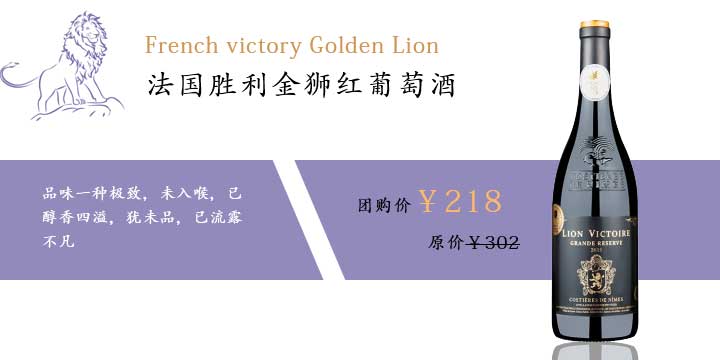 French victory Golden Lion
法国胜利金狮红葡萄酒
品味一种极致，未入喉，已
醇香四溢，犹未品，已流露
不凡
团购价 ￥218
原价￥302
LION VICTOIRE
GRANDE RESERVE
COSTIÈRES DE NÎMES